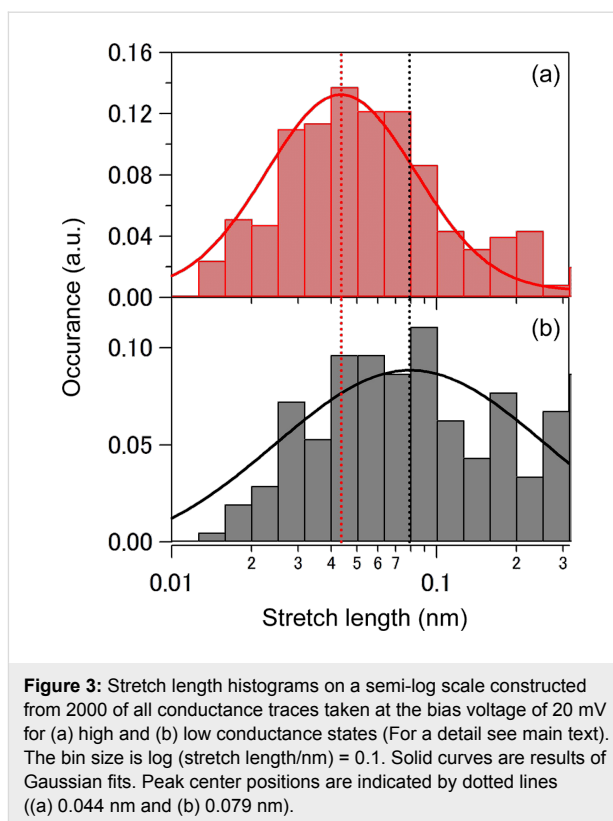 0.16
(a)
0.12
0.08
0.04
0.00
Occurance (a.u.)
(b)
0.10
0.05
0.00
2 3 4 5 6 7 2 3
0.01 0.1
Stretch length (nm)
Figure 3: Stretch length histograms on a semi-log scale constructed
from 2000 of all conductance traces taken at the bias voltage of 20 mV
for (a) high and (b) low conductance states (For a detail see main text).
The bin size is log (stretch length/nm) = 0.1. Solid curves are results of
Gaussian fits. Peak center positions are indicated by dotted lines
((a) 0.044 nm and (b) 0.079 nm).